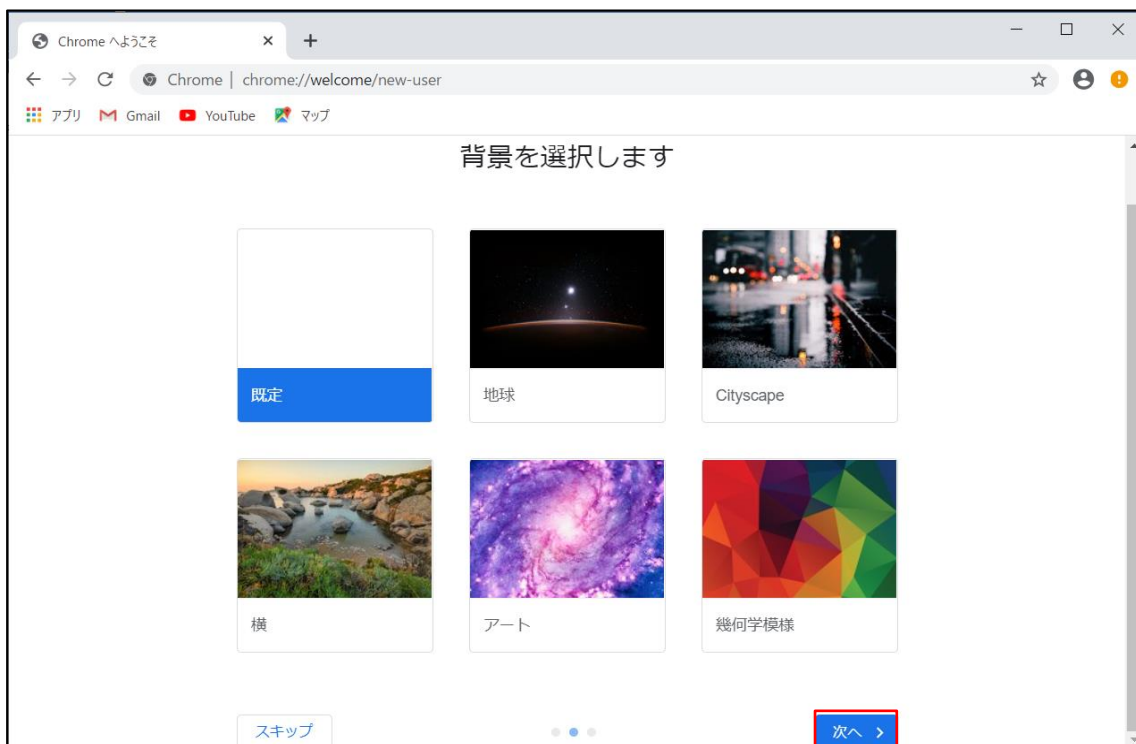 Chrome へようこそ
Chrome | chrome://welcome/new-user
アプリ Gmail YouTube マップ
背景を選択します
既定 地球 Cityscape
横 アート 幾何学模様
スキップ 次へ